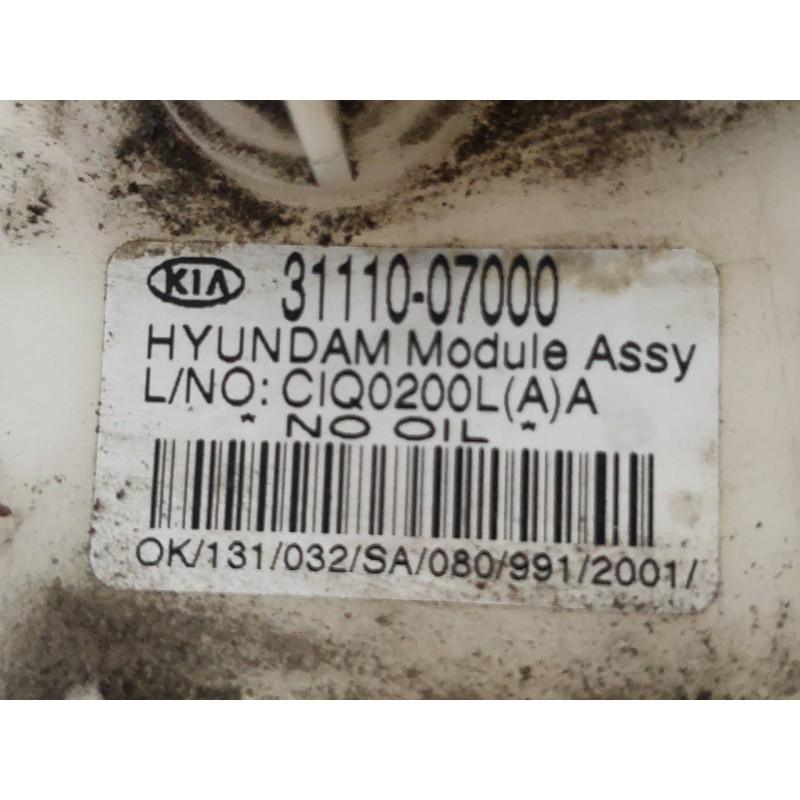 KIA 31110-07000
HYUNDAM Module Assy
L/NO: CIQ0200L(A)A
* NO OIL *
OK/131/032/SA/080/991/2001/